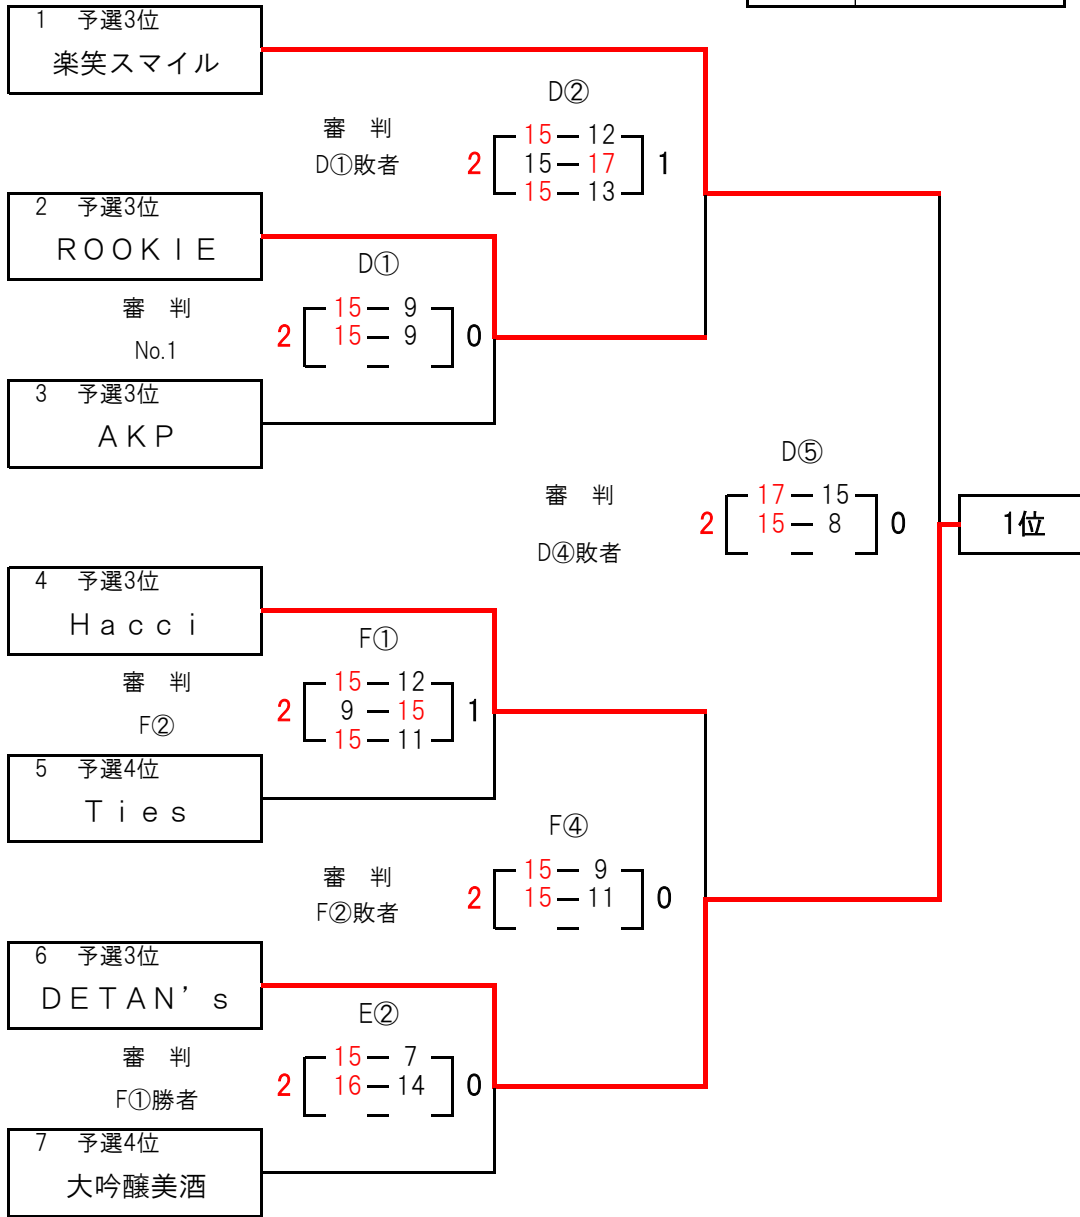 1 予選3位
楽笑スマイル
D②
審 判
D①敗者
2 15 ― 12 1
15 ― 17
15 ― 13
2 予選3位
ROOKIE
D①
審 判
No.1
2 15 ― 9 0
15 ― 9
―
3 予選3位
AKP
D⑤
審 判
D④敗者
2 17 ― 15 0
15 ― 8
―
1位
4 予選3位
Hacci
F①
審 判
F②
2 15 ― 12 1
9 ― 15
15 ― 11
5 予選4位
Ties
F④
審 判
F②敗者
2 15 ― 9 0
15 ― 11
―
6 予選3位
DETAN’s
E②
審 判
F①勝者
2 15 ― 7 0
16 ― 14
―
7 予選4位
大吟醸美酒